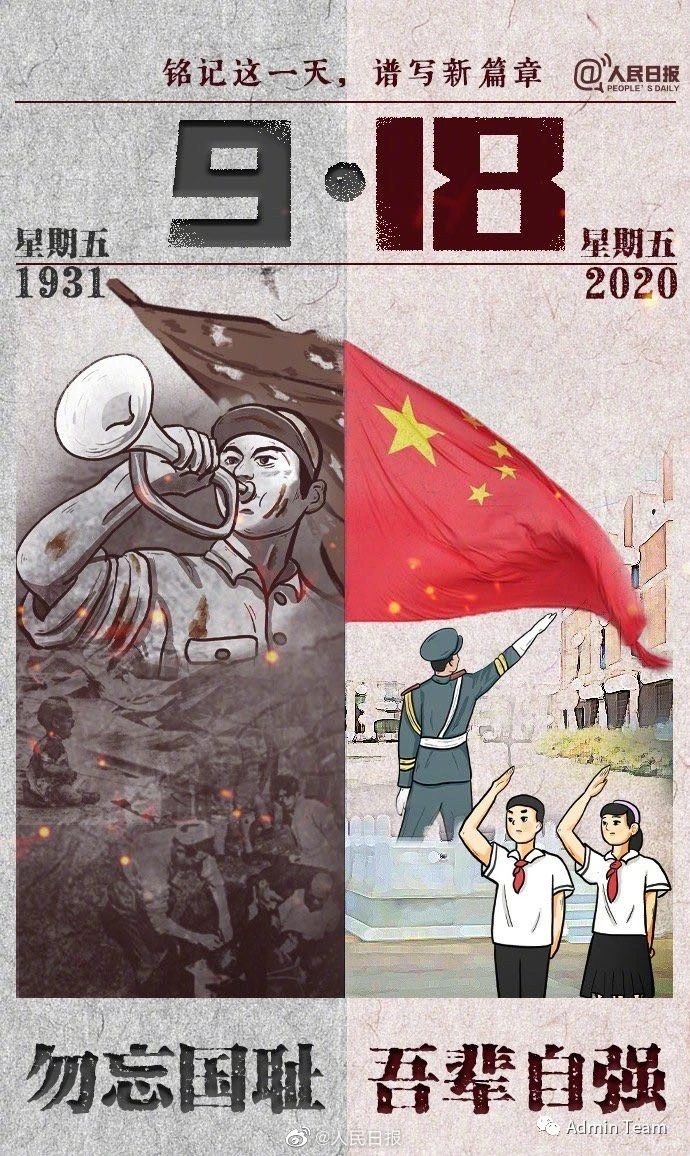 铭记这一天，谱写新篇章
@人民日报
PEOPLE'S DAILY
9·18
星期五
1931
星期五
2020
勿忘国耻 吾辈自强
@人民日报
Admin Team